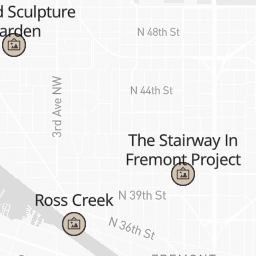 d Sculpture
arden
N 48th St
3rd Ave NW
N 44th St
The Stairway In
Fremont Project
Ross Creek
N 39th St
N 36th St
FREMONT